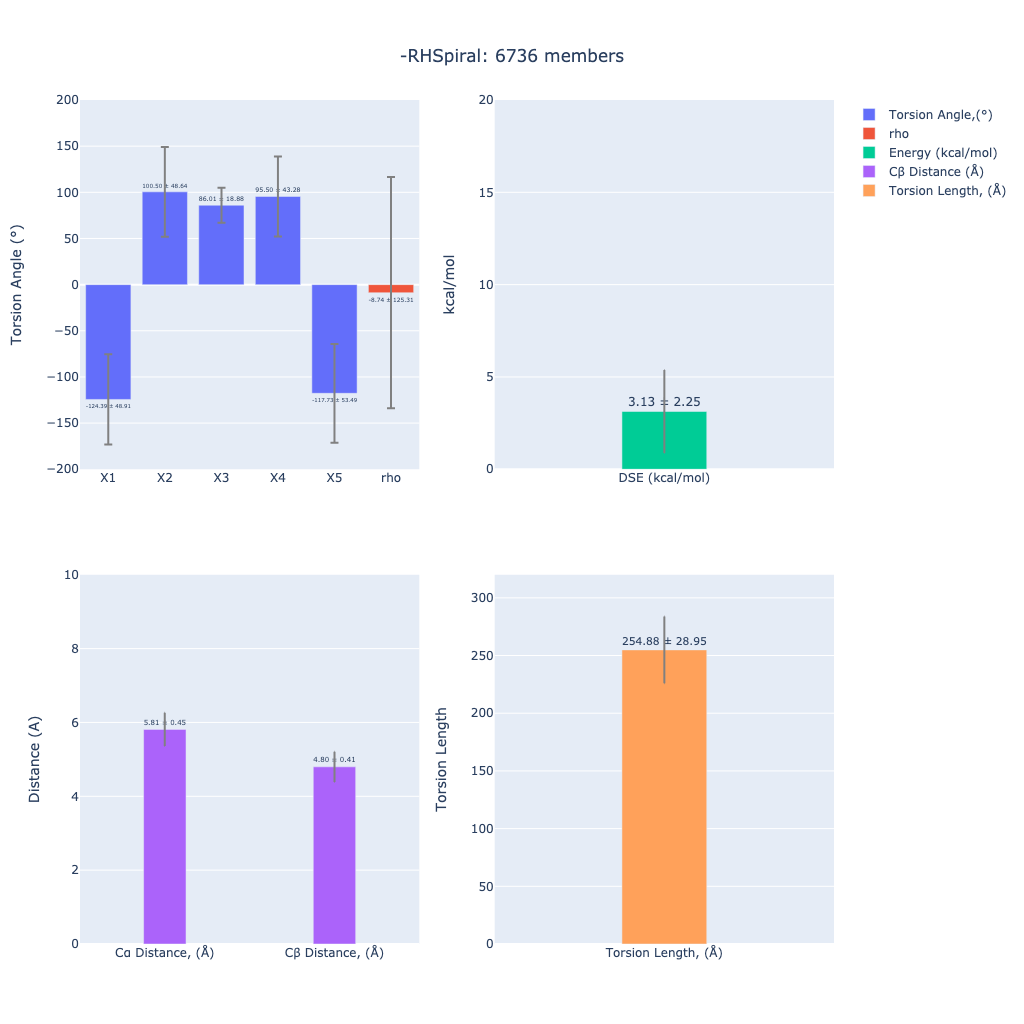 -RHSpiral: 6736 members
200
150
100
50
0
−50
−100
−150
−200
Torsion Angle (°)
100.50 ± 48.64
86.01 ± 18.88
95.50 ± 43.28
-124.39 ± 48.91
-117.73 ± 53.49
-8.74 ± 125.31
X1 X2 X3 X4 X5 rho
20
15
10
5
0
kcal/mol
3.13 ± 2.25
DSE (kcal/mol)
Torsion Angle,(°)
rho
Energy (kcal/mol)
Cβ Distance (Å)
Torsion Length, (Å)
10
8
6
4
2
0
Distance (A)
5.81 ± 0.45
4.80 ± 0.41
Cα Distance, (Å) Cβ Distance, (Å)
300
250
200
150
100
50
0
Torsion Length
254.88 ± 28.95
Torsion Length, (Å)